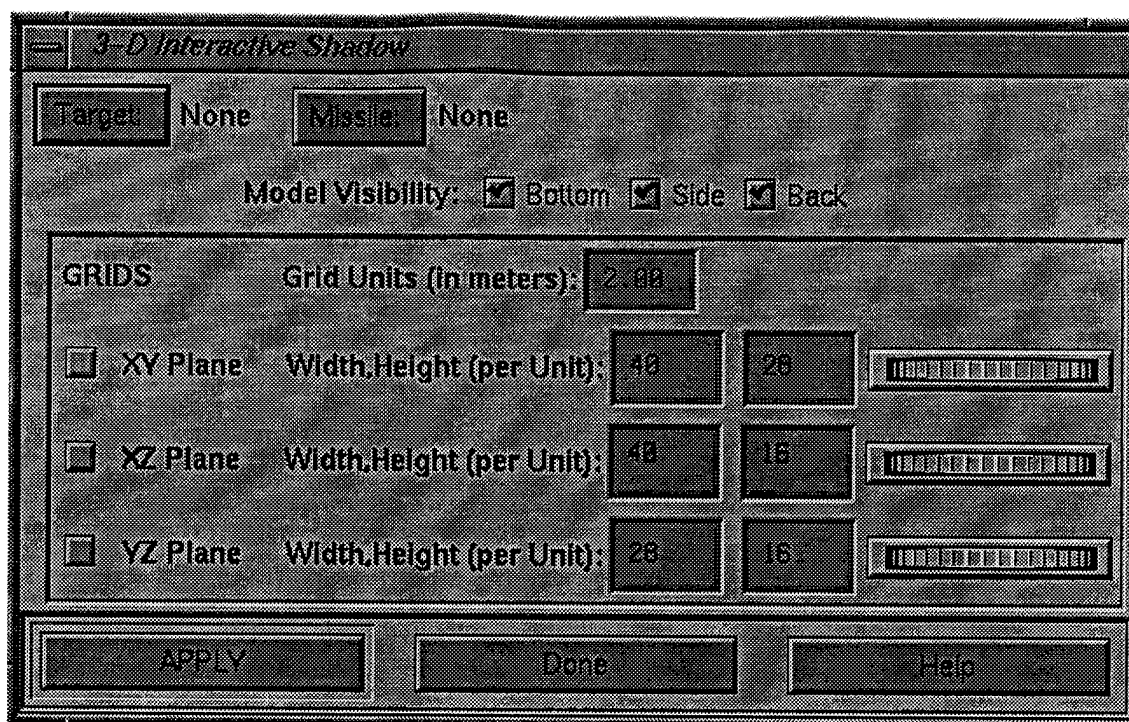 3-D Interactive Shadow
Target: None Missile: None
Model Visibility: Bottom Side Back
GRIDS Grid Units (in meters): 2.00
XY Plane Width,Height (per Unit): 40 20
XZ Plane Width,Height (per Unit): 40 16
YZ Plane Width,Height (per Unit): 20 16
APPLY Done Help